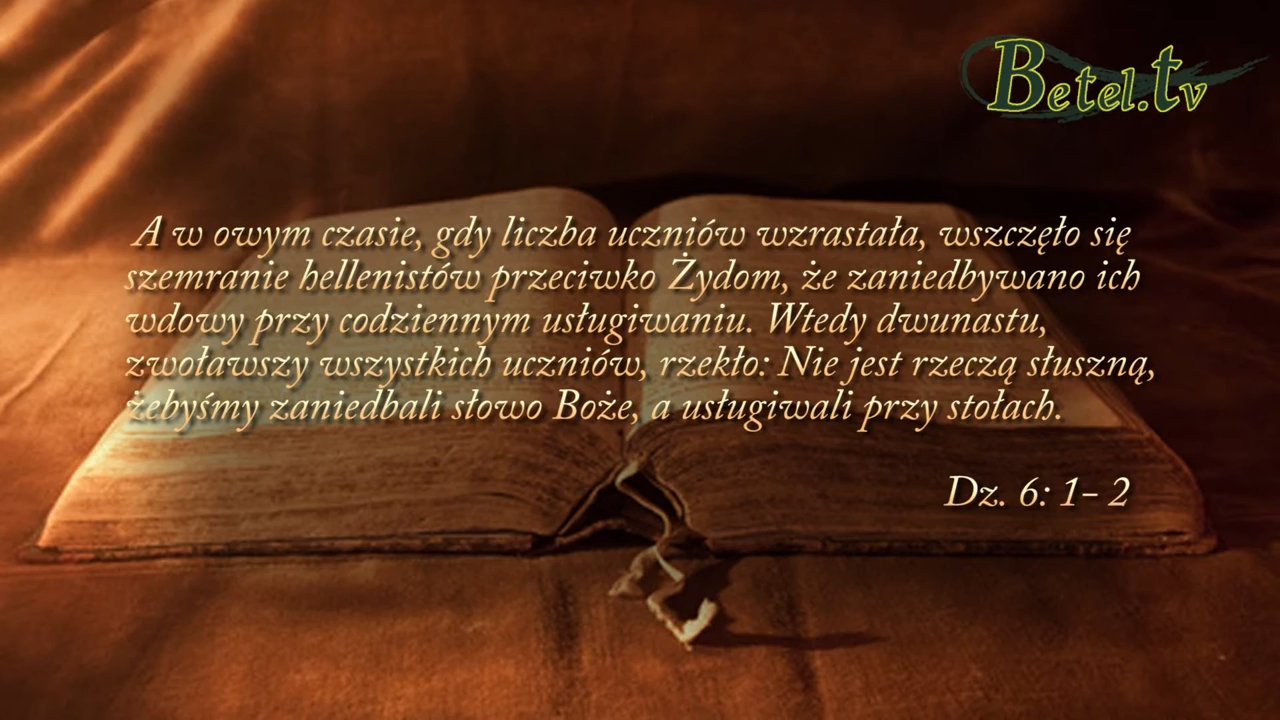 Betel.tv
A w owym czasie, gdy liczba uczniów wzrastała, wszczęło się
szemranie hellenistów przeciwko Żydom, że zaniedbywano ich
wdowy przy codziennym usługiwaniu. Wtedy dwunastu,
zwoławszy wszystkich uczniów, rzekło: Nie jest rzeczą słuszną,
żebyśmy zaniedbali słowo Boże, a usługiwali przy stołach.
Dz. 6: 1- 2